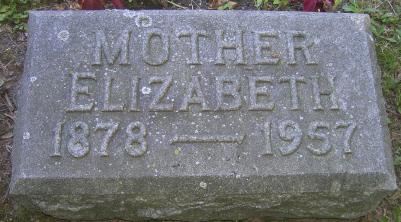 MOTHER
ELIZABETH
1878 — 1957